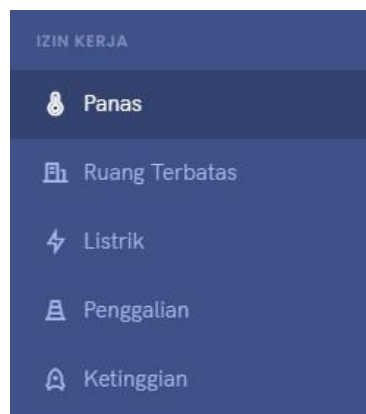 IZIN KERJA
Panas
Ruang Terbatas
Listrik
Penggalian
Ketinggian